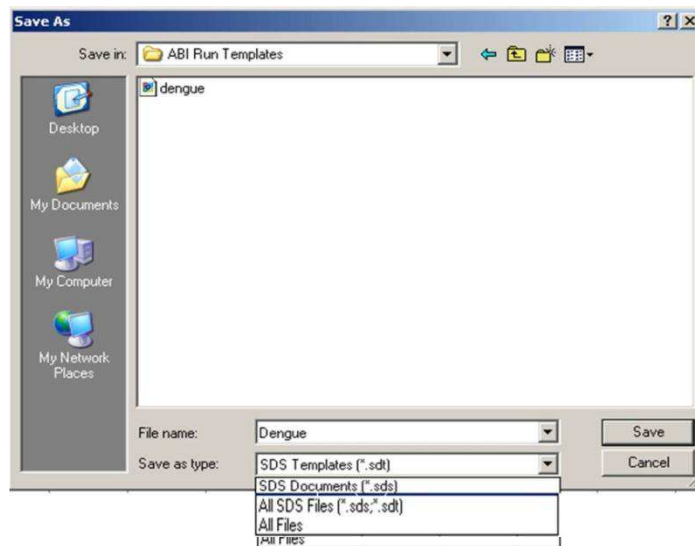 Save As
Save in: ABI Run Templates
dengue
Desktop
My Documents
My Computer
My Network
Places
File name: Dengue Save
Save as type: SDS Templates (*.sdt) Cancel
SDS Documents (*.sds)
All SDS Files (*.sds;*.sdt)
All Files
All Files